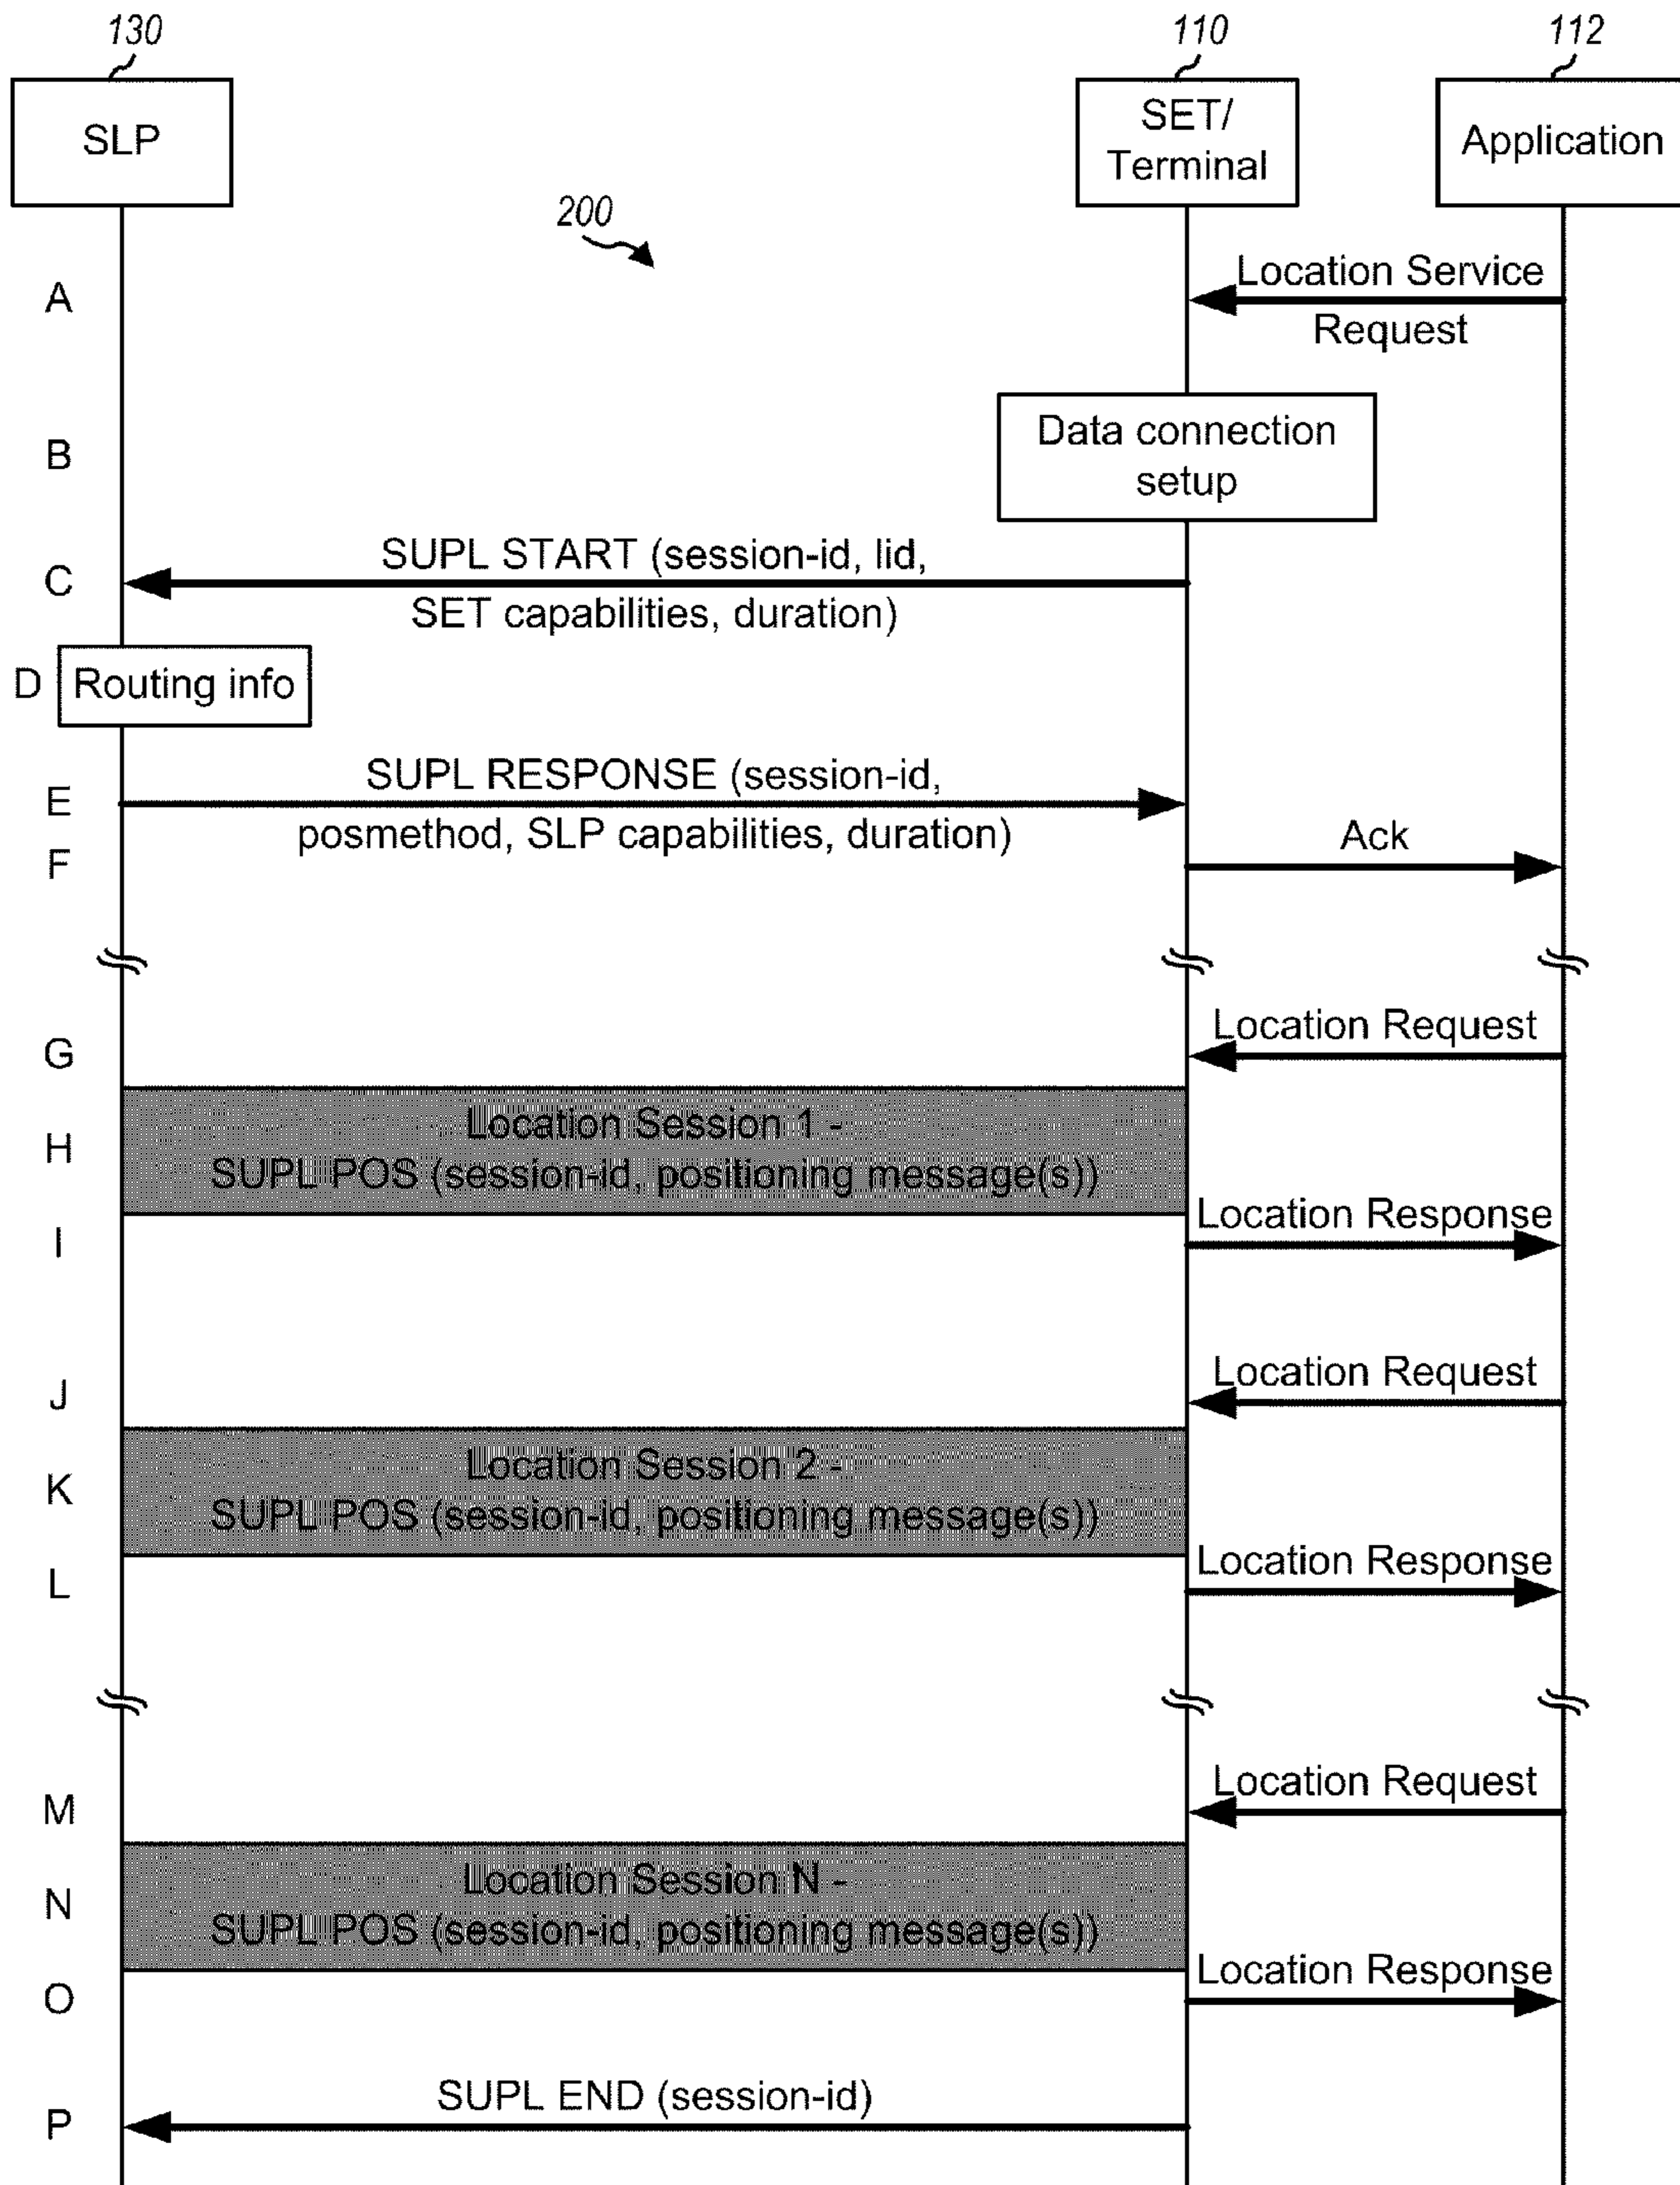 130
110
112
SLP
SET/
Terminal
Application
200
Location Service
A
Request
Data connection
B
setup
SUPL START (session-id, lid,
C
SET capabilities, duration)
D
Routing info
SUPL RESPONSE (session-id,
E
posmethod, SLP capabilities, duration)
Ack
F
Location Request
G
Location Session 1 -
H
SUPL POS (session-id, positioning message(s))
Location Response
I
Location Request
J
Location Session 2 -
K
SUPL POS (session-id, positioning message(s))
Location Response
L
Location Request
M
Location Session N -
N
SUPL POS (session-id, positioning message(s))
Location Response
O
SUPL END (session-id)
P